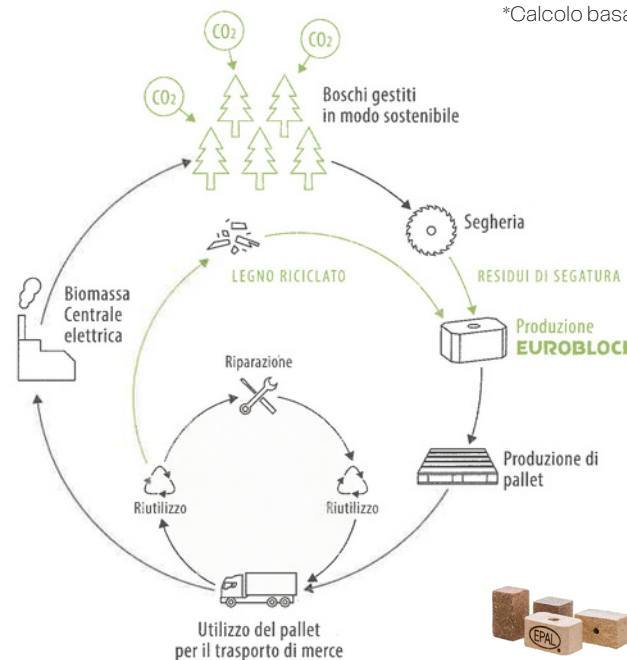 *Calcolo basa
CO2
CO2
CO2
Boschi gestiti
in modo sostenibile
Segheria
LEGNO RICICLATO
RESIDUI DI SEGATURA
Biomassa
Centrale
elettrica
Produzione
EUROBLOCK
Riparazione
Produzione di
pallet
Riutilizzo
Riutilizzo
Utilizzo del pallet
per il trasporto di merce
EPAL